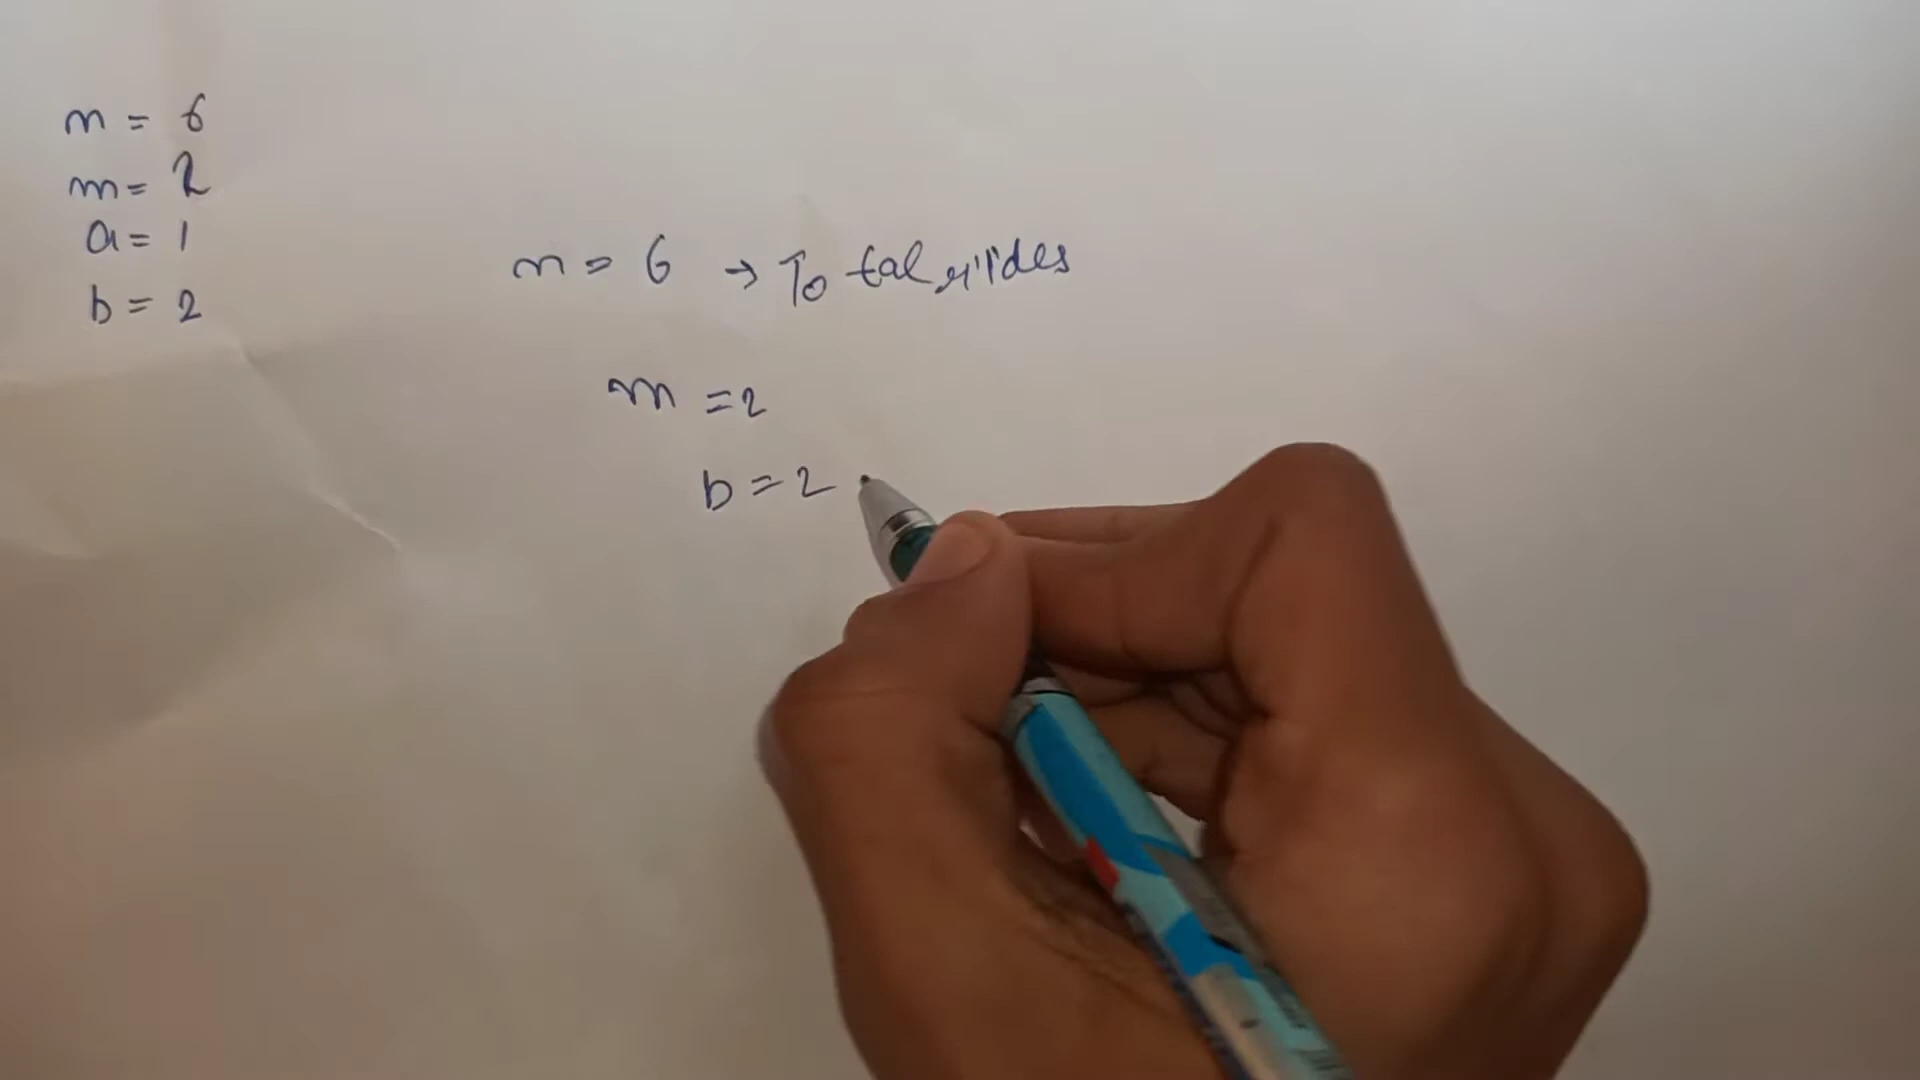 n = 6
m = 2
a = 1
b = 2
n = 6 → Total rides
m = 2
b = 2